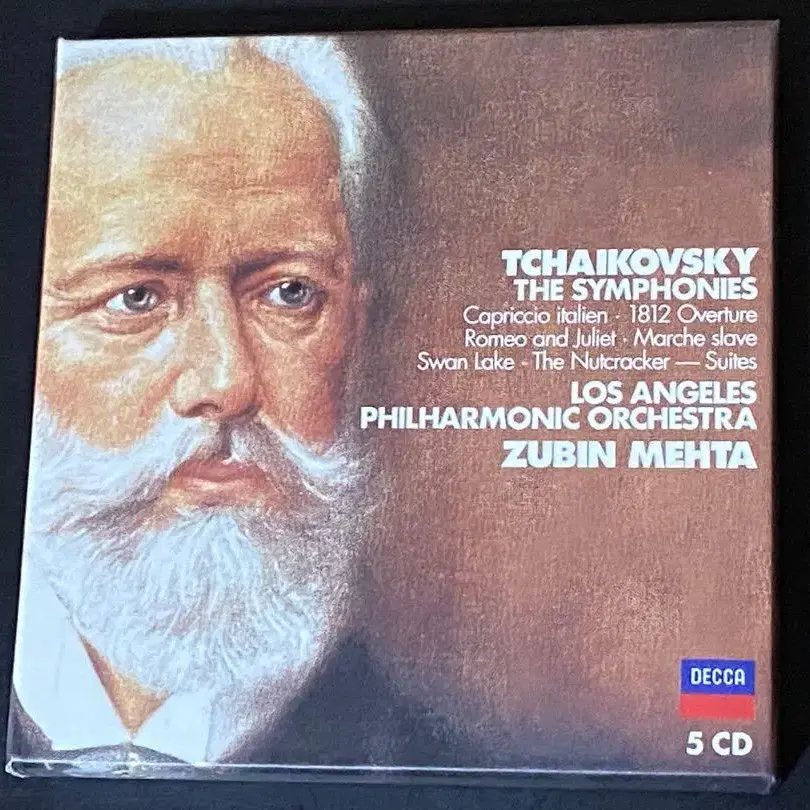 TCHAIKOVSKY
THE SYMPHONIES
Capriccio italien · 1812 Overture
Romeo and Juliet · Marche slave
Swan Lake - The Nutcracker — Suites
LOS ANGELES
PHILHARMONIC ORCHESTRA
ZUBIN MEHTA
DECCA
5 CD